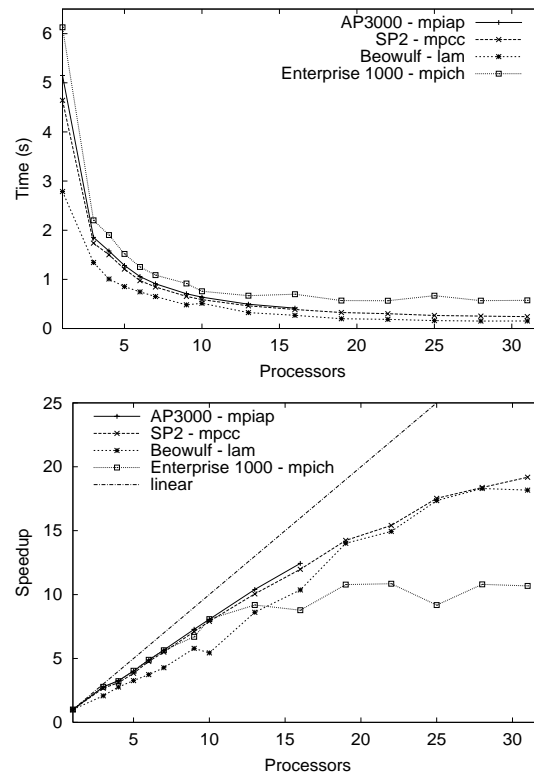 6
5
4
3
2
1
0
Time (s)
AP3000 - mpiap
SP2 - mpcc
Beowulf - lam
Enterprise 1000 - mpich
5 10 15 20 25 30
Processors
25
20
15
10
5
0
Speedup
AP3000 - mpiap
SP2 - mpcc
Beowulf - lam
Enterprise 1000 - mpich
linear
5 10 15 20 25 30
Processors